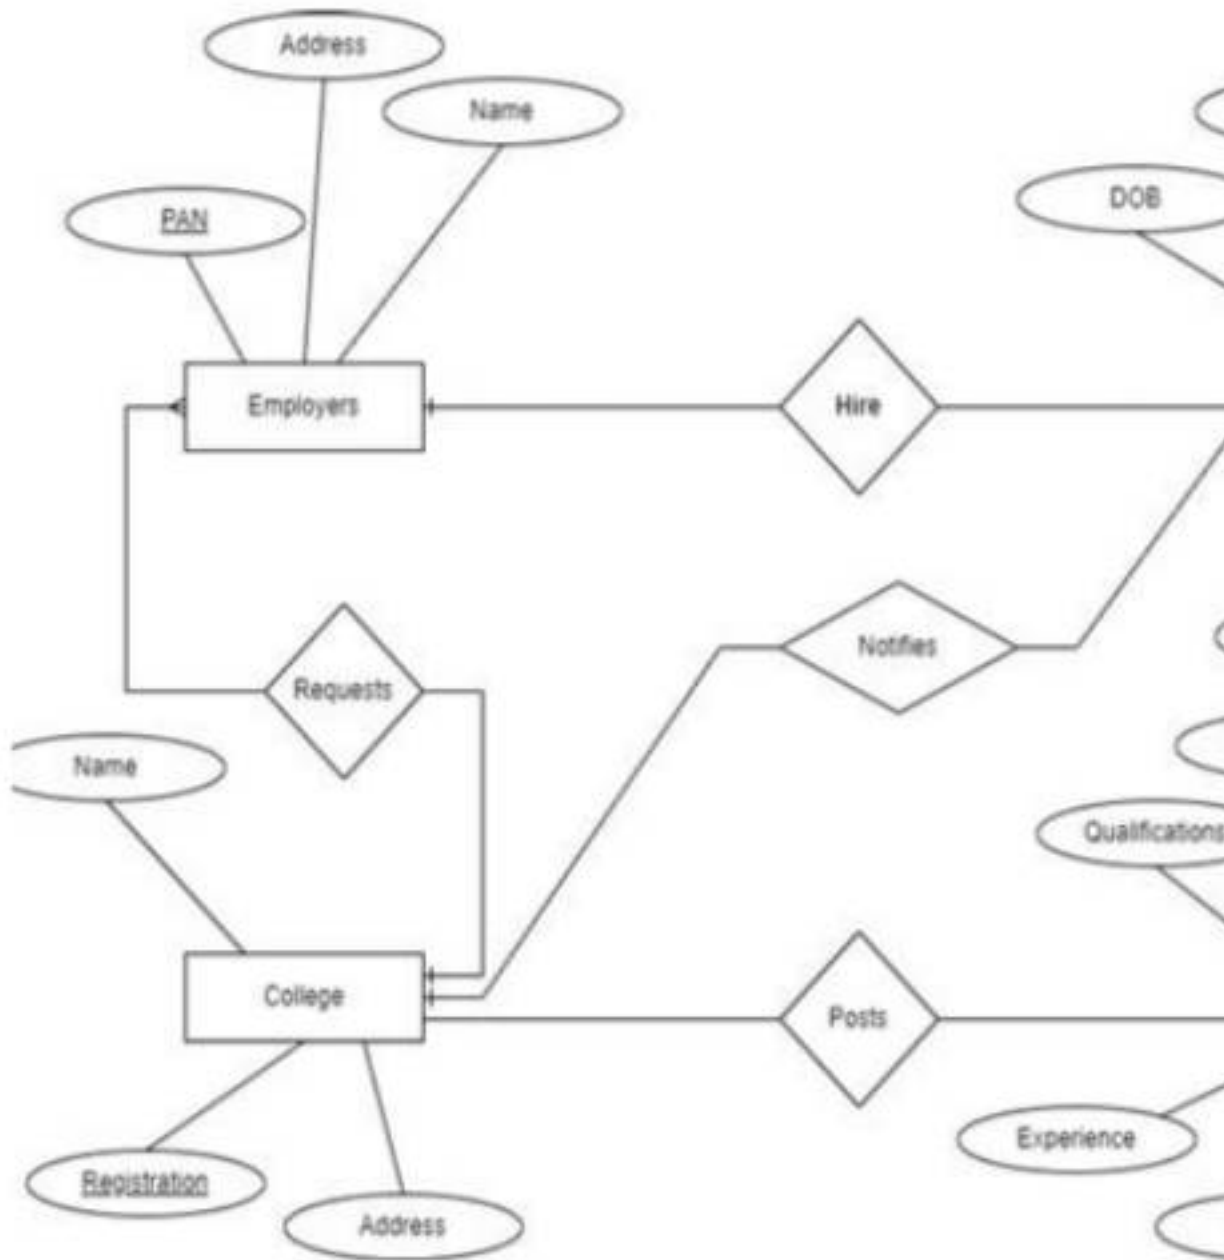 Address
Name
PAN
DOB
Employers
Hire
Notifies
Requests
Name
Qualifications
College
Posts
Experience
Registration
Address